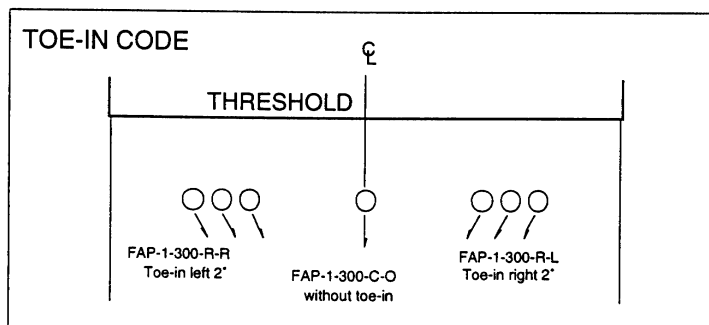 TOE-IN CODE
℄
THRESHOLD
FAP-1-300-R-R
Toe-in left 2°
FAP-1-300-C-O
without toe-in
FAP-1-300-R-L
Toe-in right 2°